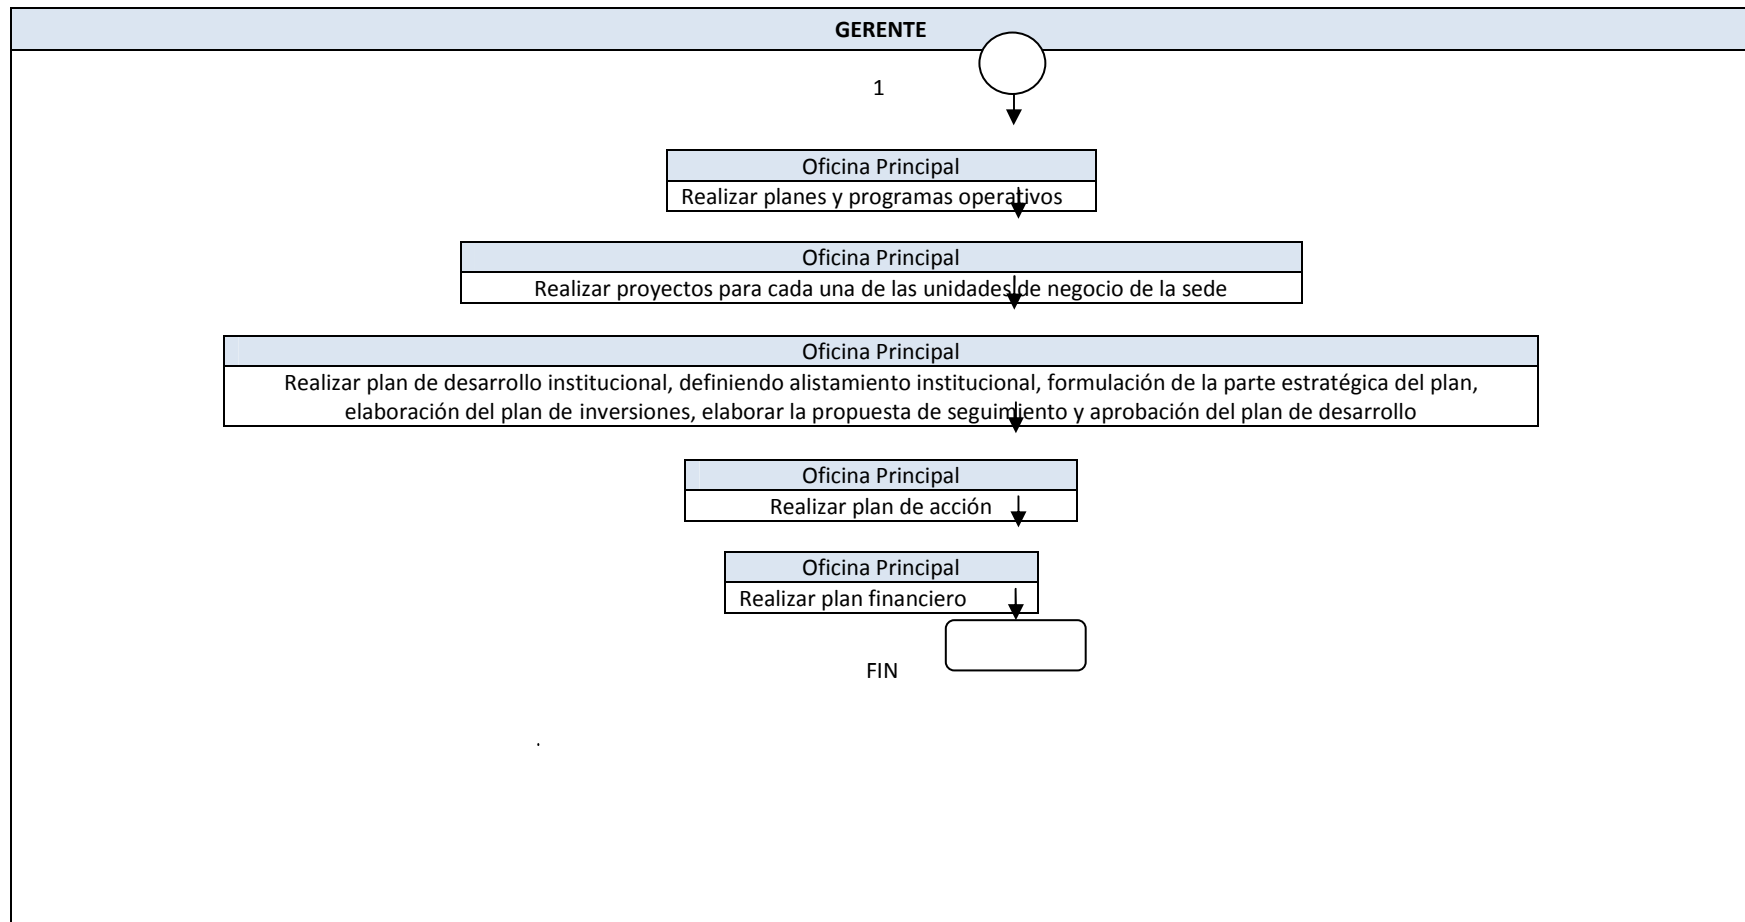 GERENTE
1
Oficina Principal
Realizar planes y programas operativos
Oficina Principal
Realizar proyectos para cada una de las unidades de negocio de la sede
Oficina Principal
Realizar plan de desarrollo institucional, definiendo alistamiento institucional, formulación de la parte estratégica del plan,
elaboración del plan de inversiones, elaborar la propuesta de seguimiento y aprobación del plan de desarrollo
Oficina Principal
Realizar plan de acción
Oficina Principal
Realizar plan financiero
FIN
.